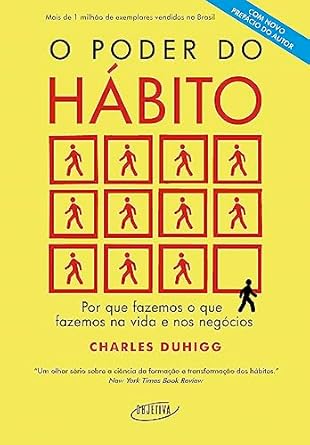 Mais de 1 milhão de exemplares vendidos no Brasil
COM NOVO
PREFÁCIO DO AUTOR
O PODER DO
HÁBITO
Por que fazemos o que
fazemos na vida e nos negócios
CHARLES DUHIGG
“Um olhar sério sobre a ciência da formação e transformação dos hábitos.”
New York Times Book Review
OBJETIVA